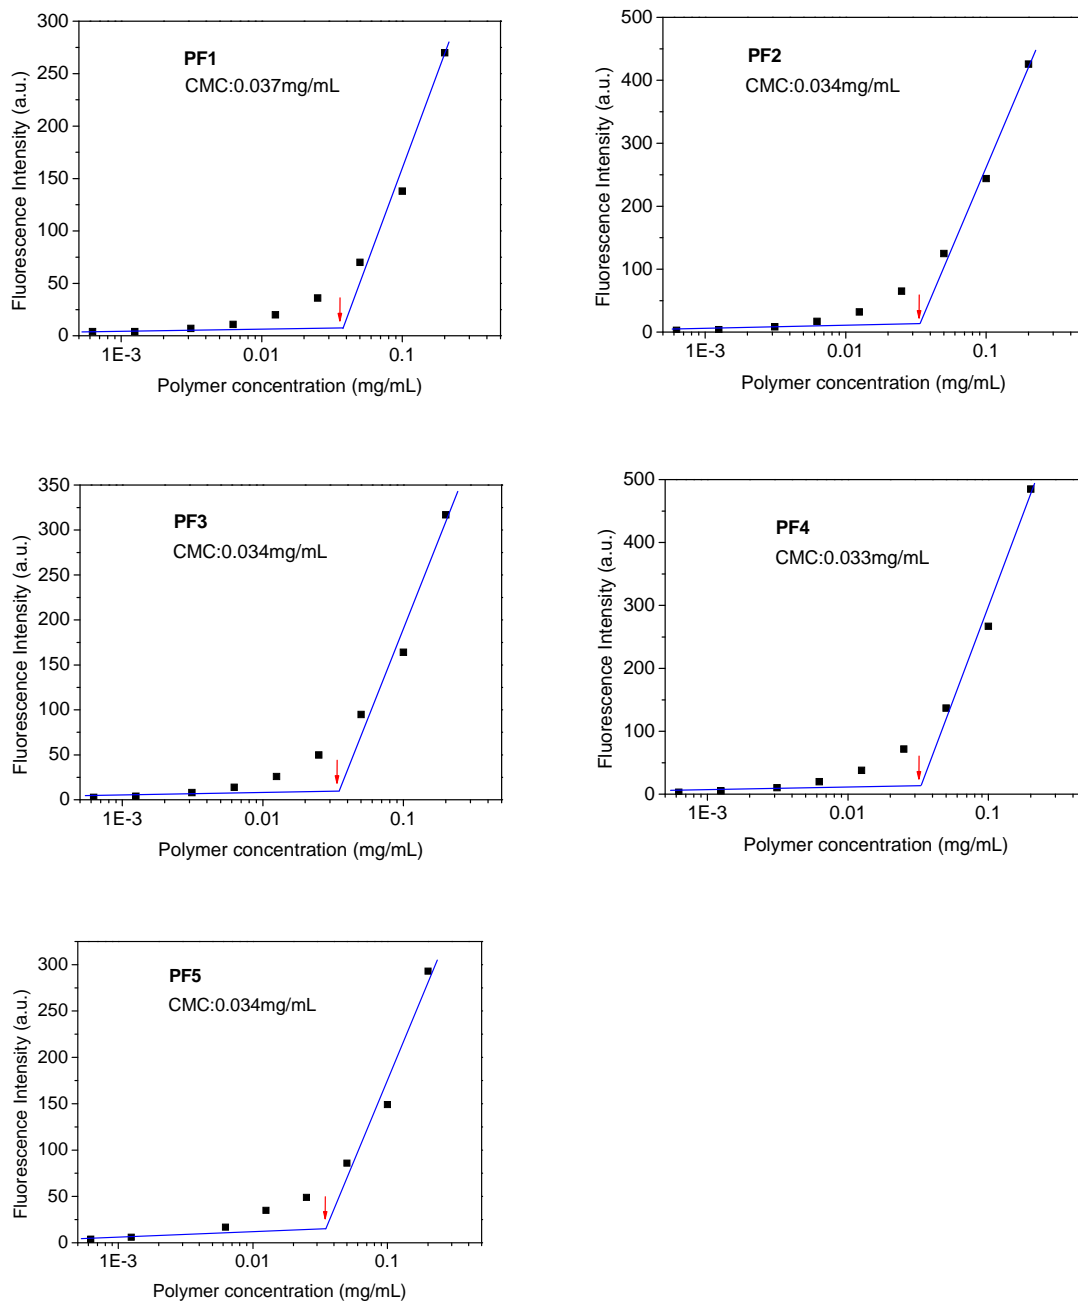 PF1
CMC:0.037mg/mL
Fluorescence Intensity (a.u.)
300
250
200
150
100
50
0
1E-3 0.01 0.1
Polymer concentration (mg/mL)
PF2
CMC:0.034mg/mL
Fluorescence Intensity (a.u.)
500
400
300
200
100
0
1E-3 0.01 0.1
Polymer concentration (mg/mL)
PF3
CMC:0.034mg/mL
Fluorescence Intensity (a.u.)
350
300
250
200
150
100
50
0
1E-3 0.01 0.1
Polymer concentration (mg/mL)
PF4
CMC:0.033mg/mL
Fluorescence Intensity (a.u.)
500
400
300
200
100
0
1E-3 0.01 0.1
Polymer concentration (mg/mL)
PF5
CMC:0.034mg/mL
Fluorescence Intensity (a.u.)
300
250
200
150
100
50
0
1E-3 0.01 0.1
Polymer concentration (mg/mL)